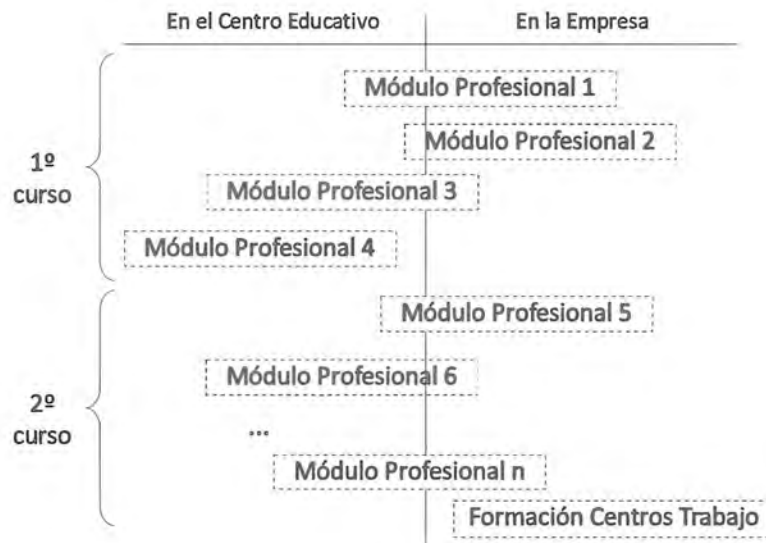 En el Centro Educativo
En la Empresa
1º
curso
Módulo Profesional 1
Módulo Profesional 2
Módulo Profesional 3
Módulo Profesional 4
2º
curso
Módulo Profesional 5
Módulo Profesional 6
...
Módulo Profesional n
Formación Centros Trabajo